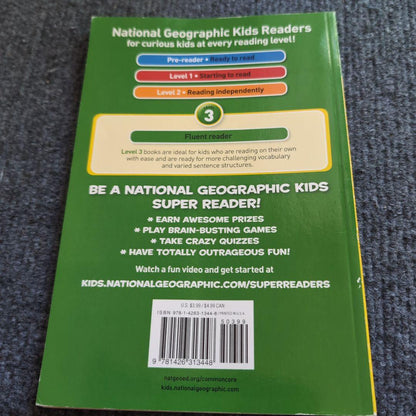 National Geographic Kids Readers
for curious kids at every reading level!
Pre-reader • Ready to read
Level 1 • Starting to read
Level 2 • Reading independently
3
Fluent reader
Level 3 books are ideal for kids who are reading on their own
with ease and are ready for more challenging vocabulary
and varied sentence structures.
BE A NATIONAL GEOGRAPHIC KIDS
SUPER READER!
* EARN AWESOME PRIZES
* PLAY BRAIN-BUSTING GAMES
* TAKE CRAZY QUIZZES
* HAVE TOTALLY OUTRAGEOUS FUN!
Watch a fun video and get started at
KIDS.NATIONALGEOGRAPHIC.COM/SUPERREADERS
U.S. $3.99 / $4.99 CAN
ISBN 978-1-4263-1344-8
50399
9 781426 313448
natgeoed.org/commoncore
kids.nationalgeographic.com